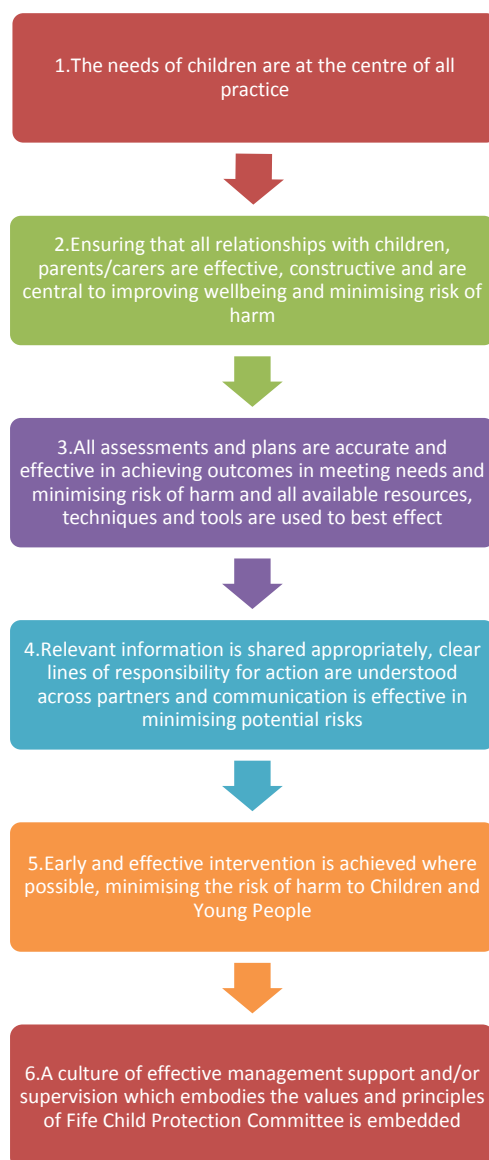 1.The needs of children are at the centre of all
practice
2.Ensuring that all relationships with children,
parents/carers are effective, constructive and are
central to improving wellbeing and minimising risk of
harm
3.All assessments and plans are accurate and
effective in achieving outcomes in meeting needs and
minimising risk of harm and all available resources,
techniques and tools are used to best effect
4.Relevant information is shared appropriately, clear
lines of responsibility for action are understood
across partners and communication is effective in
minimising potential risks
5.Early and effective intervention is achieved where
possible, minimising the risk of harm to Children and
Young People
6.A culture of effective management support and/or
supervision which embodies the values and principles
of Fife Child Protection Committee is embedded